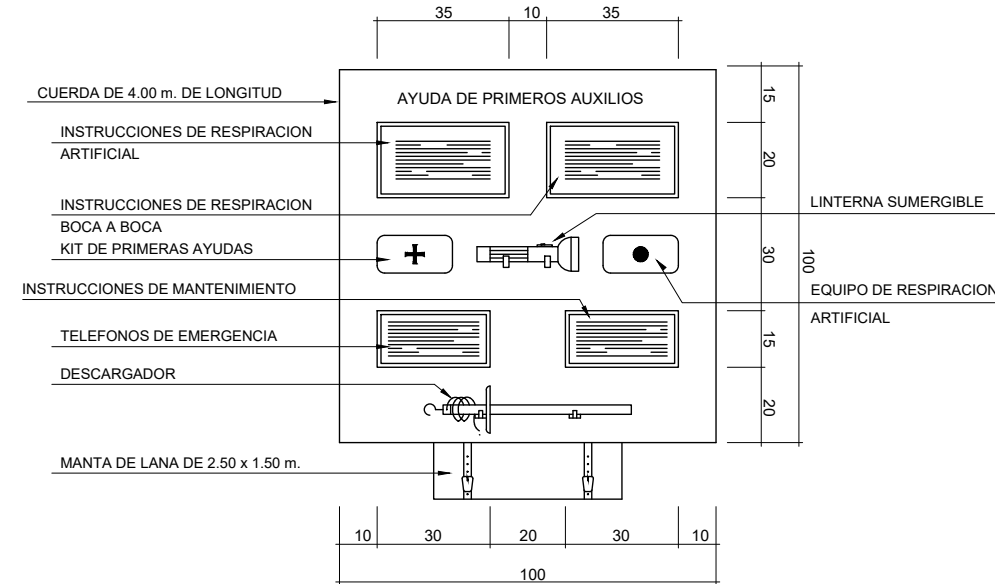 35 10 35
CUERDA DE 4.00 m. DE LONGITUD
AYUDA DE PRIMEROS AUXILIOS
15
INSTRUCCIONES DE RESPIRACION
ARTIFICIAL
20
INSTRUCCIONES DE RESPIRACION
BOCA A BOCA
LINTERNA SUMERGIBLE
KIT DE PRIMERAS AYUDAS
30
100
INSTRUCCIONES DE MANTENIMIENTO
EQUIPO DE RESPIRACION
ARTIFICIAL
TELEFONOS DE EMERGENCIA
15
DESCARGADOR
20
MANTA DE LANA DE 2.50 x 1.50 m.
10 30 20 30 10
100